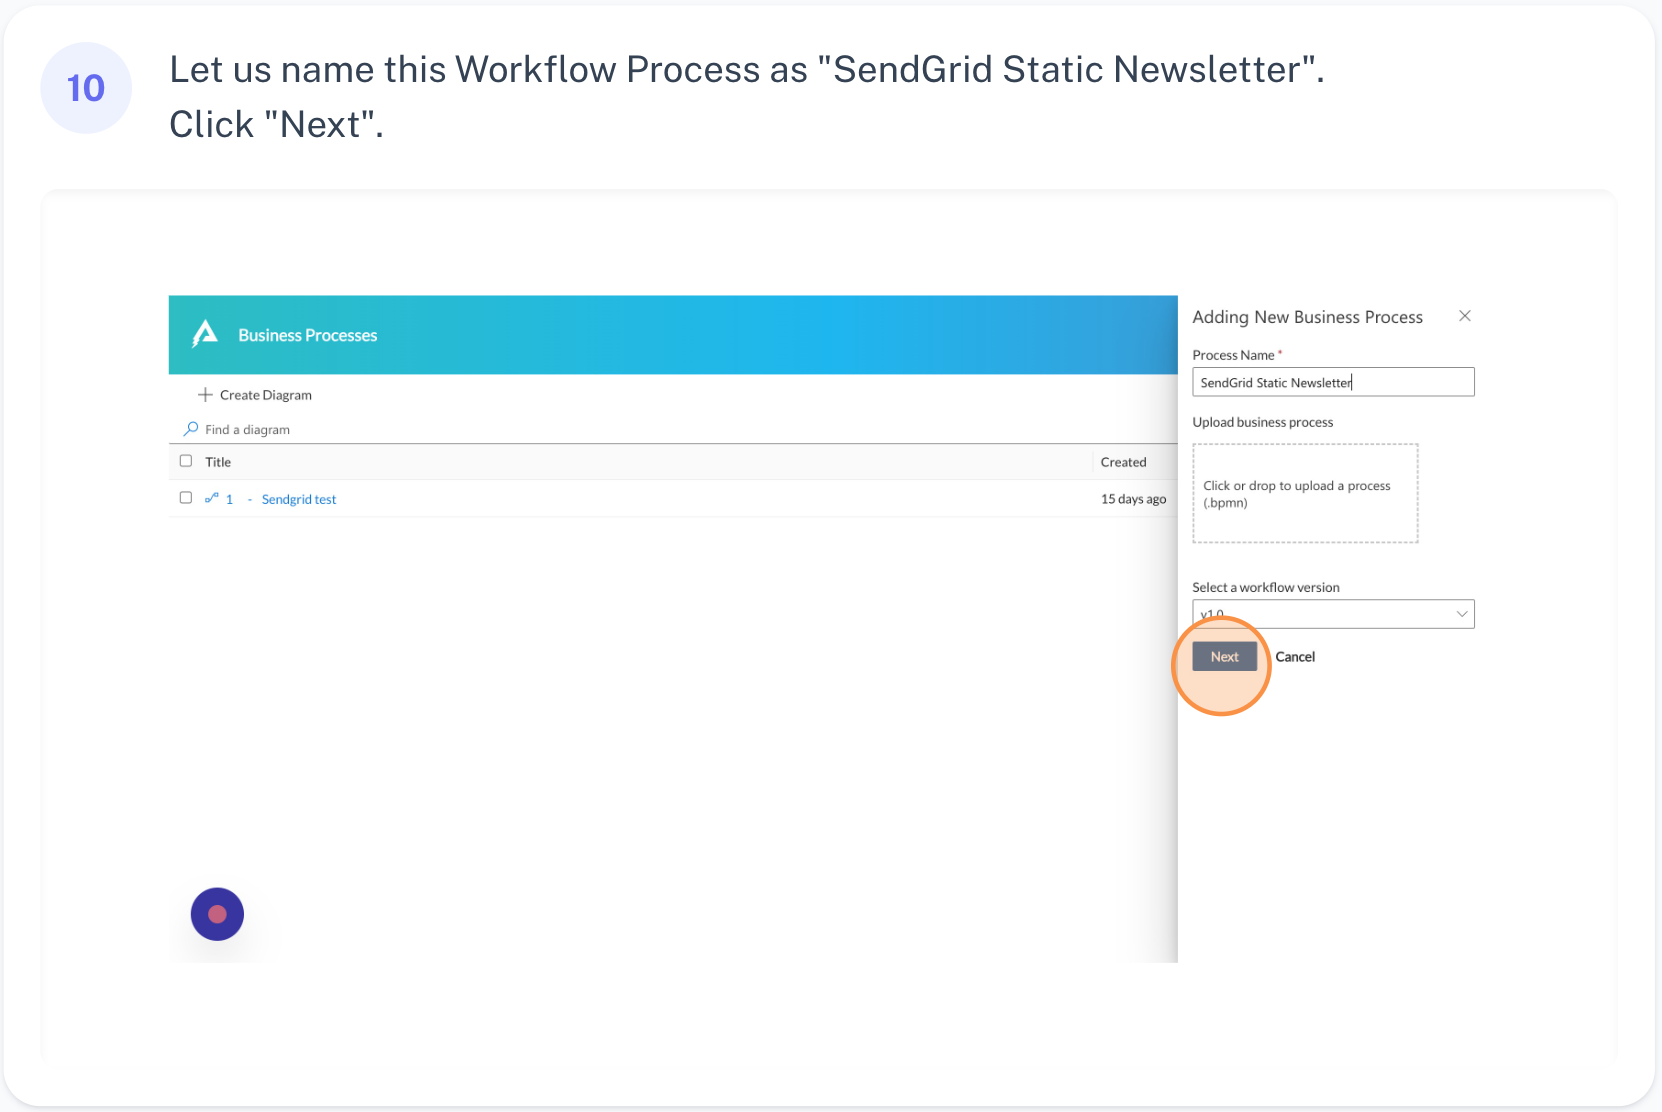 10
Let us name this Workflow Process as "SendGrid Static Newsletter".
Click "Next".
Business Processes
Create Diagram
Find a diagram
Title
Created
1 - Sendgrid test
15 days ago
Adding New Business Process
Process Name *
SendGrid Static Newsletter
Upload business process
Click or drop to upload a process
(.bpmn)
Select a workflow version
v1.0
Next
Cancel